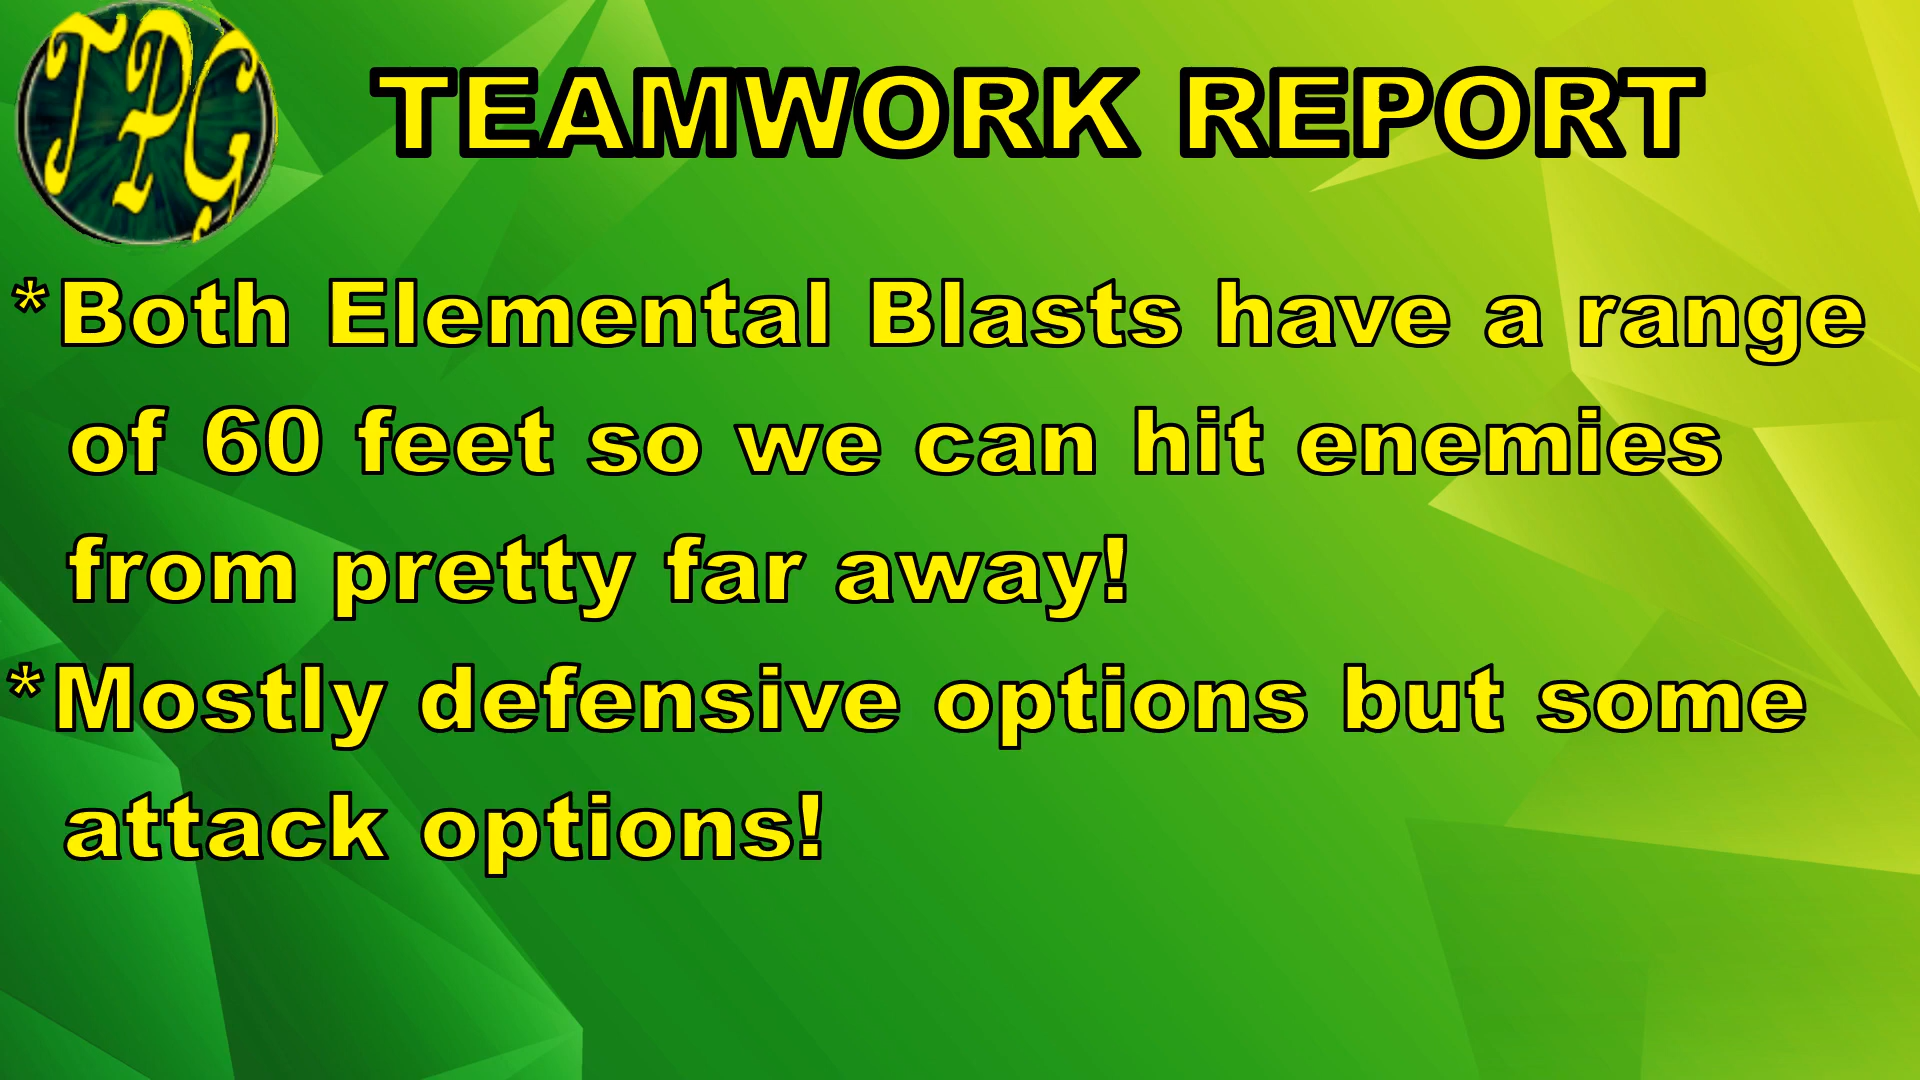 TPG
TEAMWORK REPORT
*Both Elemental Blasts have a range
of 60 feet so we can hit enemies
from pretty far away!
*Mostly defensive options but some
attack options!